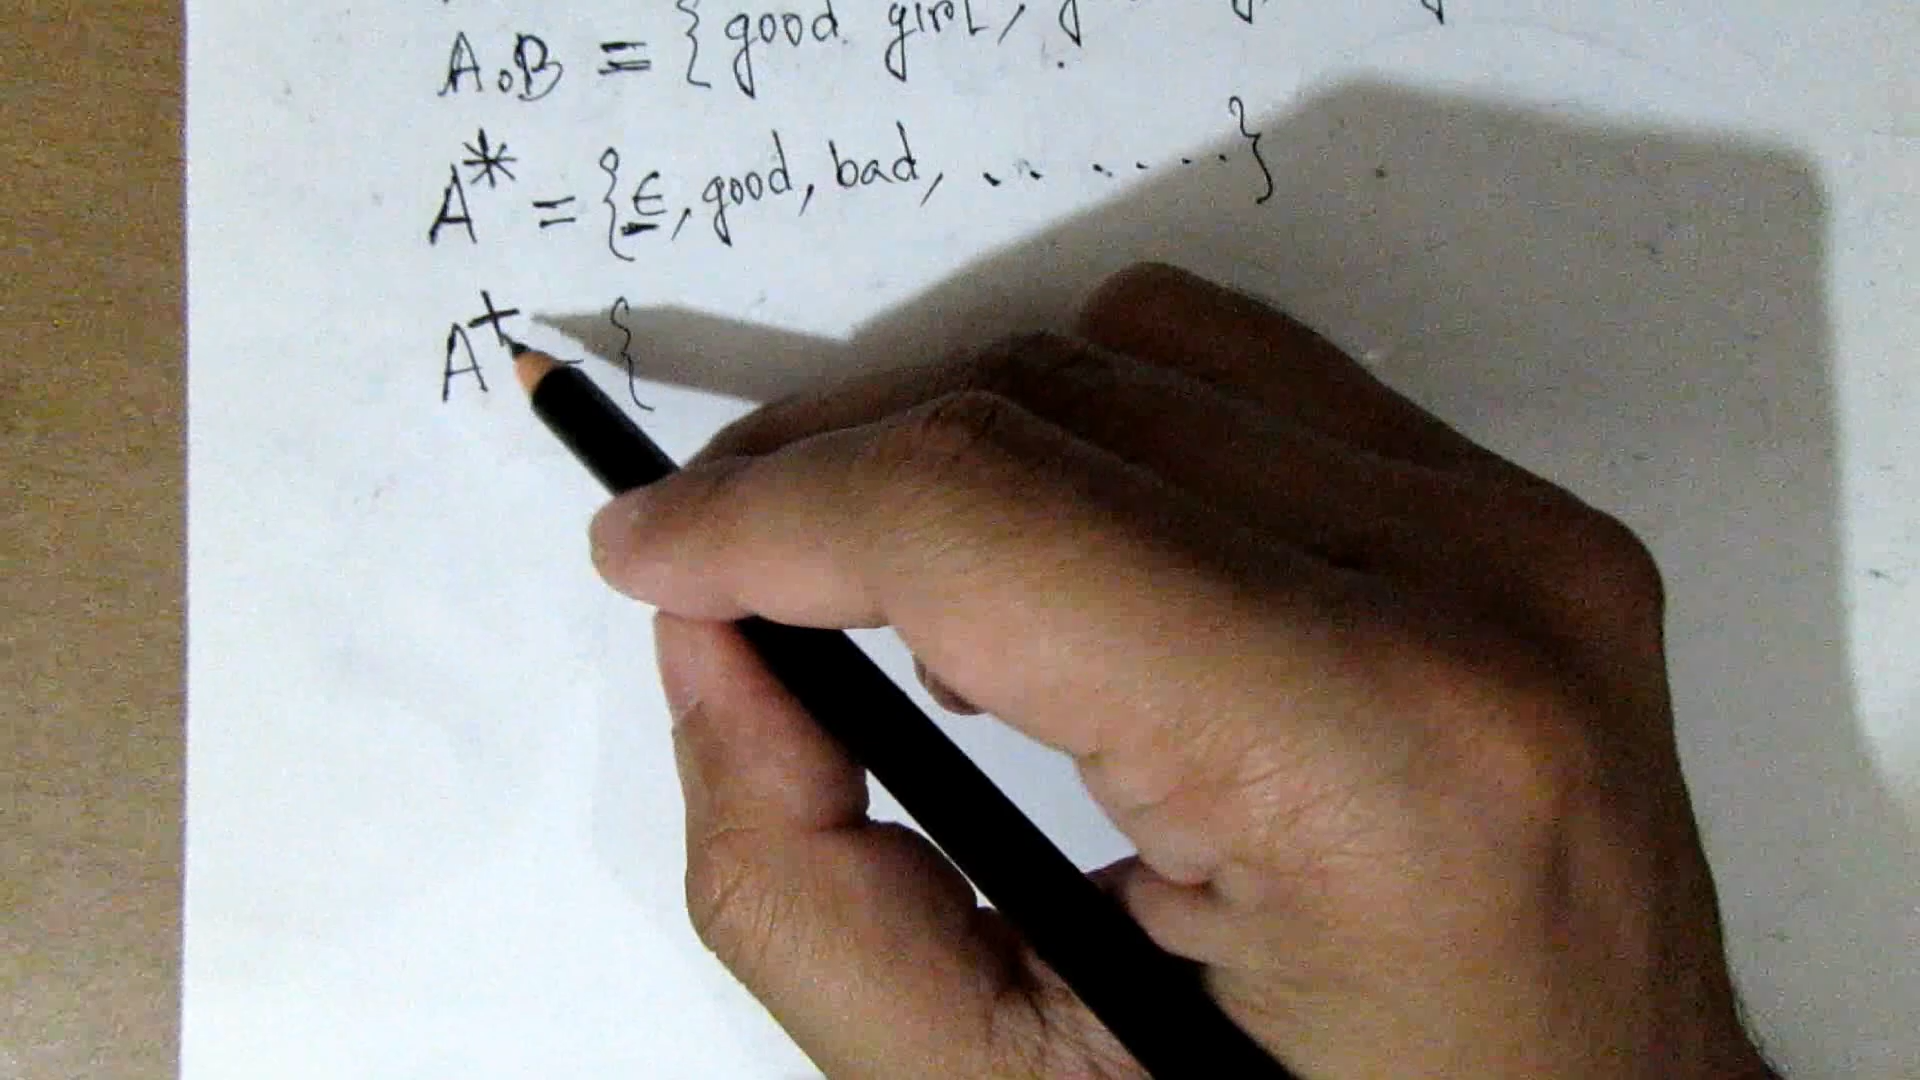 A∘B = {good girl,
A* = {ϵ, good, bad, .. .. ....}
A⁺ = {